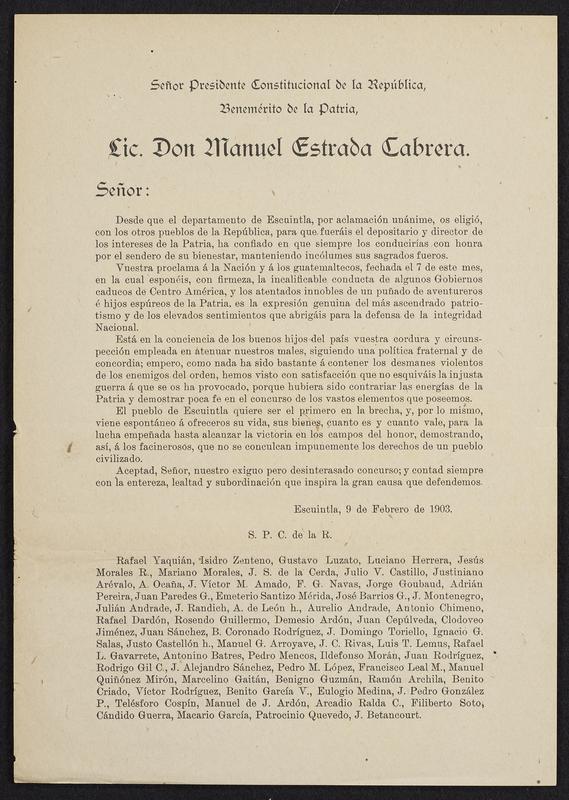 Señor Presidente Constitucional de la República,
Benemérito de la Patria,
Lic. Don Manuel Estrada Cabrera.
Señor:
Desde que el departamento de Escuintla, por aclamación unánime, os eligió,
con los otros pueblos de la República, para que fueráis el depositario y director de
los intereses de la Patria, ha confiado en que siempre los conduciríais con honra
por el sendero de su bienestar, manteniendo incólumes sus sagrados fueros.
Vuestra proclama á la Nación y á los guatemaltecos, fechada el 7 de este mes,
en la cual esponéis, con firmeza, la incalificable conducta de algunos Gobiernos
caducos de Centro América, y los atentados innobles de un puñado de aventureros
é hijos espúreos de la Patria, es la expresión genuina del más ascendrado patrio-
tismo y de los elevados sentimientos que abrigáis para la defensa de la integridad
Nacional.
Está en la conciencia de los buenos hijos del país vuestra cordura y circuns-
pección empleada en atenuar nuestros males, siguiendo una política fraternal y de
concordia; empero, como nada ha sido bastante á contener los desmanes violentos
de los enemigos del orden, hemos visto con satisfacción que no esquiváis la injusta
guerra á que se os ha provocado, porque hubiera sido contrariar las energías de la
Patria y demostrar poca fe en el concurso de los vastos elementos que poseemos.
El pueblo de Escuintla quiere ser el primero en la brecha, y, por lo mismo,
viene espontáneo á ofreceros su vida, sus bienes, cuanto es y cuanto vale, para la
lucha empeñada hasta alcanzar la victoria en los campos del honor, demostrando,
así, á los facinerosos, que no se conculcan impunemente los derechos de un pueblo
civilizado.
Aceptad, Señor, nuestro exiguo pero desinterasado concurso; y contad siempre
con la entereza, lealtad y subordinación que inspira la gran causa que defendemos.
Escuintla, 9 de Febrero de 1903.
S. P. C. de la R.
Rafael Yaquián, Isidro Zenteno, Gustavo Luzato, Luciano Herrera, Jesús
Morales R., Mariano Morales, J. S. de la Cerda, Julio V. Castillo, Justiniano
Arévalo, A. Ocaña, J. Víctor M. Amado, F. G. Navas, Jorge Goubaud, Adrián
Pereira, Juan Paredes G., Emeterio Santizo Mérida, José Barrios G., J. Montenegro,
Julián Andrade, J. Randich, A. de León h., Aurelio Andrade, Antonio Chimeno,
Rafael Dardón, Rosendo Guillermo, Demesio Ardón, Juan Cepúlveda, Clodoveo
Jiménez, Juan Sánchez, B. Coronado Rodríguez, J. Domingo Toriello, Ignacio G.
Salas, Justo Castellón h., Manuel G. Arroyave, J. C. Rivas, Luis T. Lemus, Rafael
L. Gavarrete, Antonino Batres, Pedro Mencos, Ildefonso Morán, Juan Rodríguez,
Rodrigo Gil C., J. Alejandro Sánchez, Pedro M. López, Francisco Leal M., Manuel
Quiñónez Mirón, Marcelino Gaitán, Benigno Guzmán, Ramón Archila, Benito
Criado, Víctor Rodríguez, Benito García V., Eulogio Medina, J. Pedro González
P., Telésforo Cospín, Manuel de J. Ardón, Arcadio Ralda C., Filiberto Soto,
Cándido Guerra, Macario García, Patrocinio Quevedo, J. Betancourt.